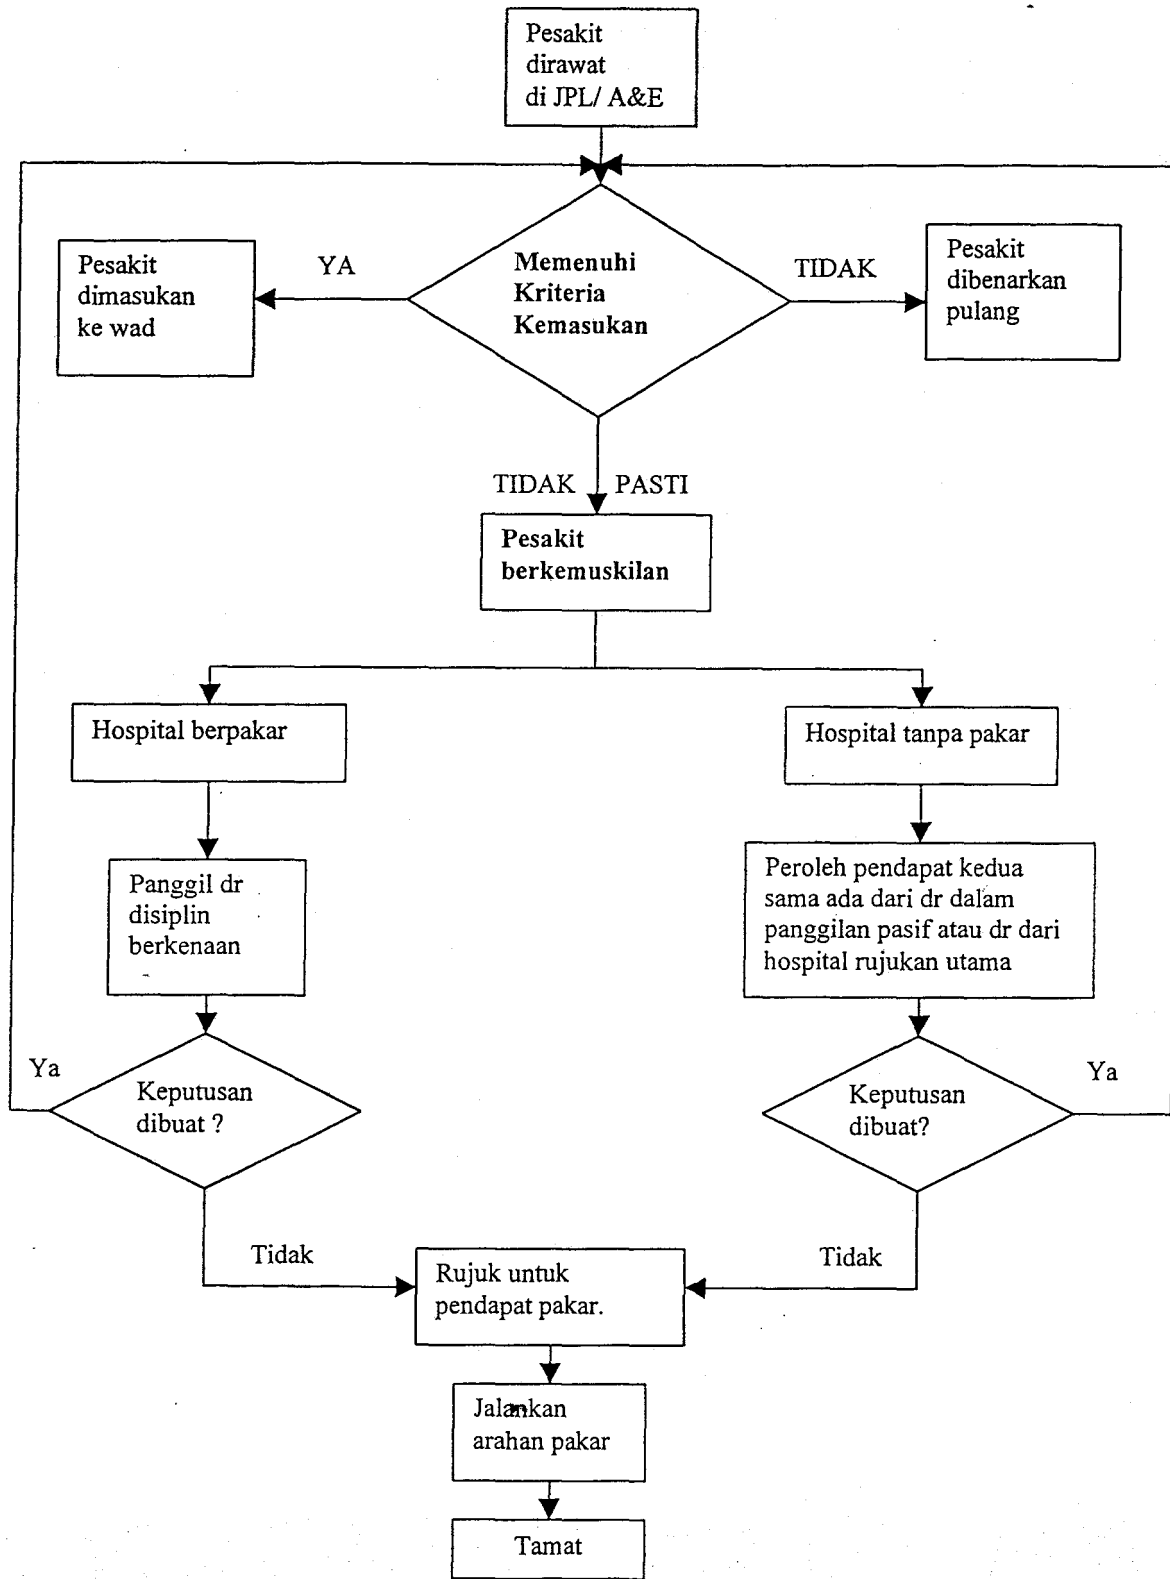 Pesakit
dirawat
di JPL/ A&E
Pesakit
dimasukan
ke wad
YA
Memenuhi
Kriteria
Kemasukan
TIDAK
Pesakit
dibenarkan
pulang
TIDAK PASTI
Pesakit
berkemuskilan
Hospital berpakar
Hospital tanpa pakar
Panggil dr
disiplin
berkenaan
Peroleh pendapat kedua
sama ada dari dr dalam
panggilan pasif atau dr dari
hospital rujukan utama
Ya
Keputusan
dibuat ?
Keputusan
dibuat?
Ya
Tidak
Rujuk untuk
pendapat pakar.
Tidak
Jalankan
arahan pakar
Tamat